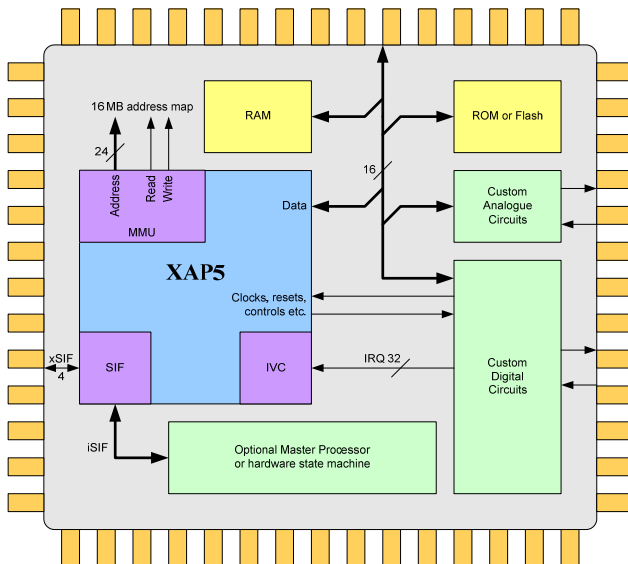 16 MB address map
RAM
ROM or Flash
24
Address
Read
Write
16
MMU
Data
Custom
Analogue
Circuits
XAP5
Clocks, resets,
controls etc.
xSIF
4
SIF
IVC
IRQ 32
Custom
Digital
Circuits
iSIF
Optional Master Processor
or hardware state machine